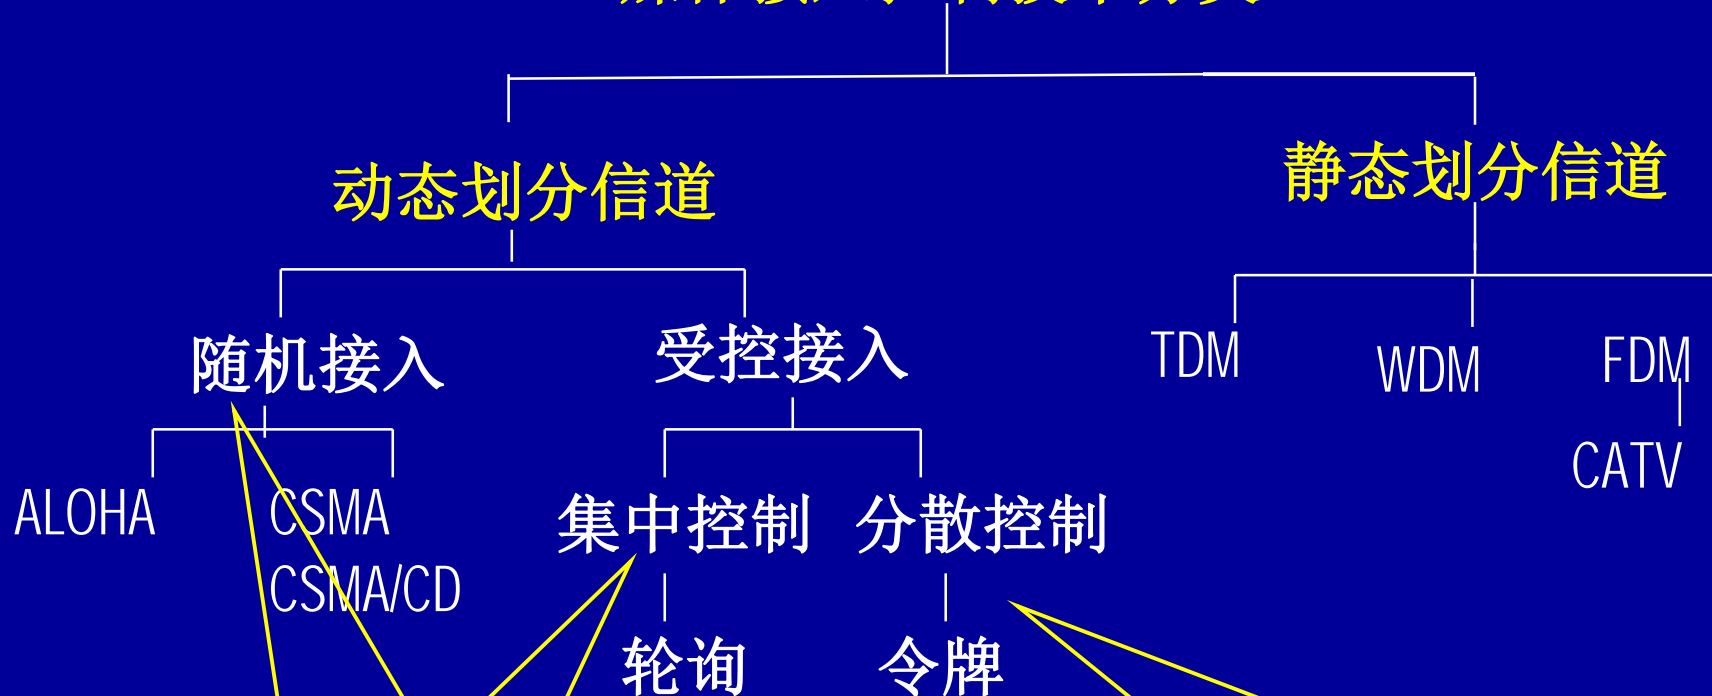 动态划分信道
静态划分信道
随机接入
受控接入
TDM
WDM
FDM
CATV
ALOHA
CSMA
CSMA/CD
集中控制
分散控制
轮询
令牌